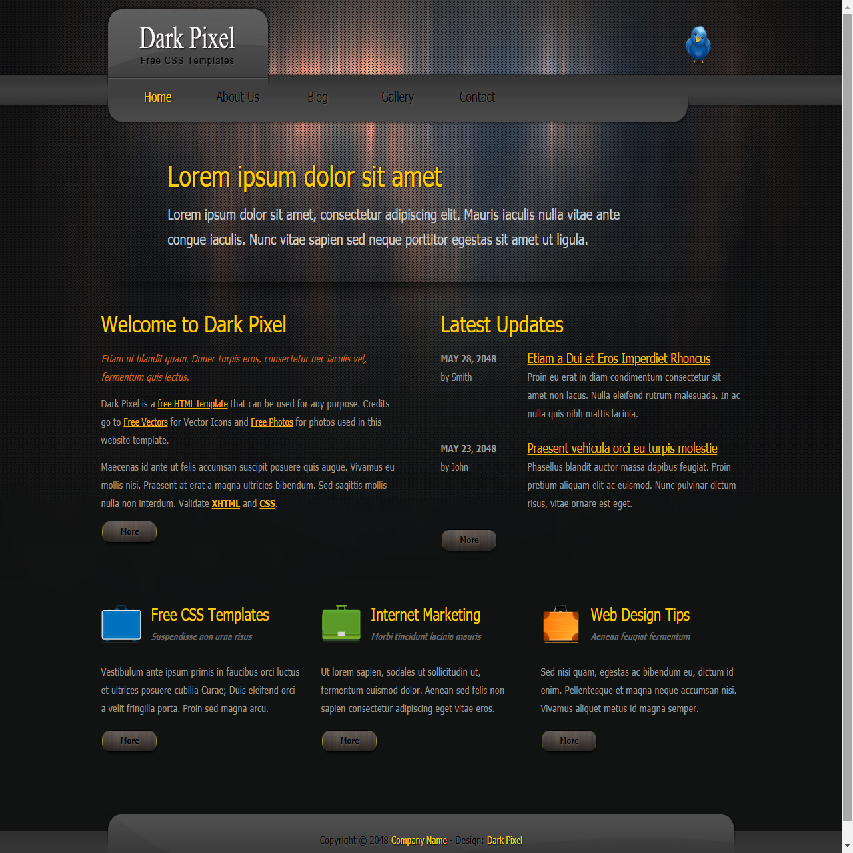 Dark Pixel
Free CSS Templates
Home About Us Blog Gallery Contact
Lorem ipsum dolor sit amet
Lorem ipsum dolor sit amet, consectetur adipiscing elit. Mauris iaculis nulla vitae ante
congue iaculis. Nunc vitae sapien sed neque porttitor egestas sit amet ut ligula.
Welcome to Dark Pixel
Etiam ut blandit quam. Donec turpis eros, consectetur nec iaculis vel,
fermentum quis lectus.
Dark Pixel is a free HTML template that can be used for any purpose. Credits
go to Free Vectors for Vector Icons and Free Photos for photos used in this
website template.
Maecenas id ante ut felis accumsan suscipit posuere quis augue. Vivamus eu
mollis nisi. Praesent at erat a magna ultricies bibendum. Sed sagittis mollis
nulla non interdum. Validate XHTML and CSS.
More
Latest Updates
MAY 28, 2048
by Smith
Etiam a Dui et Eros Imperdiet Rhoncus
Proin eu erat in diam condimentum consectetur sit
amet non lacus. Nulla eleifend rutrum malesuada. In ac
nulla quis nibh mattis lacinia.
MAY 23, 2048
by John
Praesent vehicula orci eu turpis molestie
Phasellus blandit auctor massa dapibus feugiat. Proin
pretium aliquam elit ac euismod. Nunc pulvinar dictum
risus, vitae ornare est eget.
More
Free CSS Templates
Suspendisse non urna risus
Vestibulum ante ipsum primis in faucibus orci luctus
et ultrices posuere cubilia Curae; Duis eleifend orci
a velit fringilla porta. Proin sed magna arcu.
More
Internet Marketing
Morbi tincidunt lacinia mauris
Ut lorem sapien, sodales ut sollicitudin ut,
fermentum euismod dolor. Aenean sed felis non
sapien consectetur adipiscing eget vitae eros.
More
Web Design Tips
Aenean feugiat fermentum
Sed nisi quam, egestas ac bibendum eu, dictum id
enim. Pellentesque et magna neque accumsan nisi.
Vivamus aliquet metus id magna semper.
More
Copyright © 2048 Company Name - Design: Dark Pixel